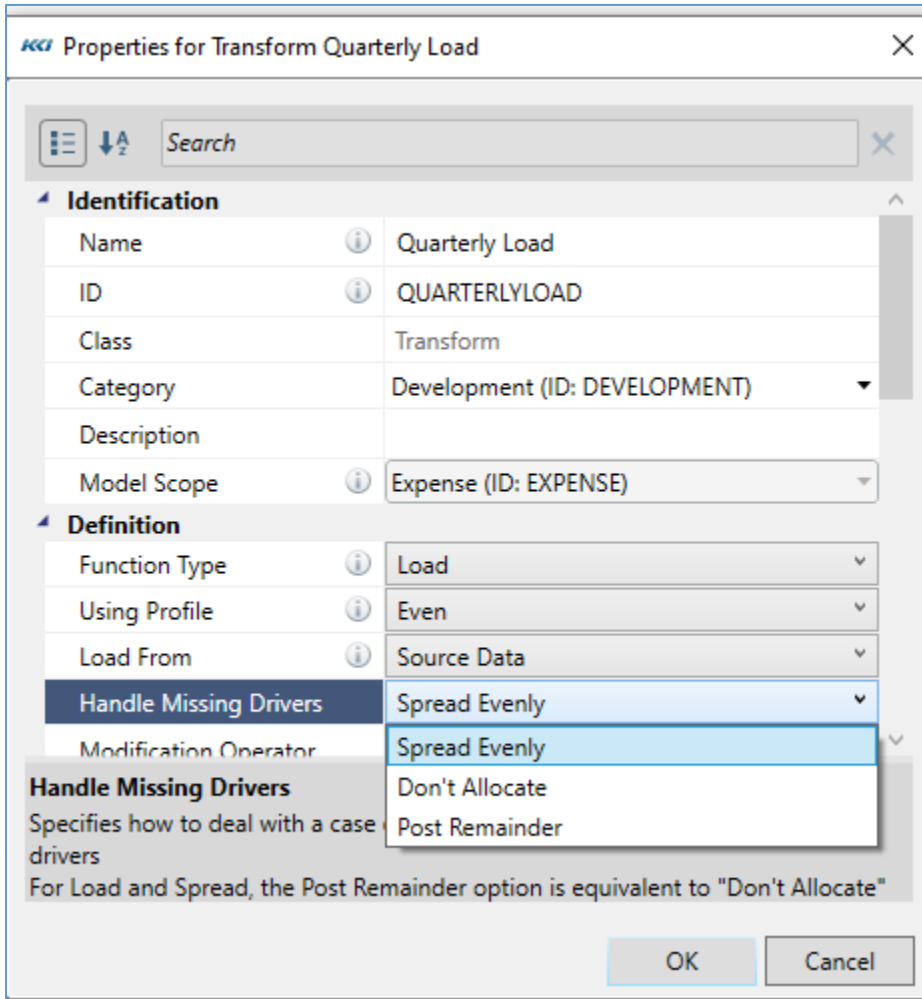 KCI Properties for Transform Quarterly Load
Search
Identification
Name Quarterly Load
ID QUARTERLYLOAD
Class Transform
Category Development (ID: DEVELOPMENT)
Description
Model Scope Expense (ID: EXPENSE)
Definition
Function Type Load
Using Profile Even
Load From Source Data
Handle Missing Drivers Spread Evenly
Modification Operator
Spread Evenly
Don't Allocate
Post Remainder
Handle Missing Drivers
Specifies how to deal with a case
drivers
For Load and Spread, the Post Remainder option is equivalent to "Don't Allocate"
OK Cancel